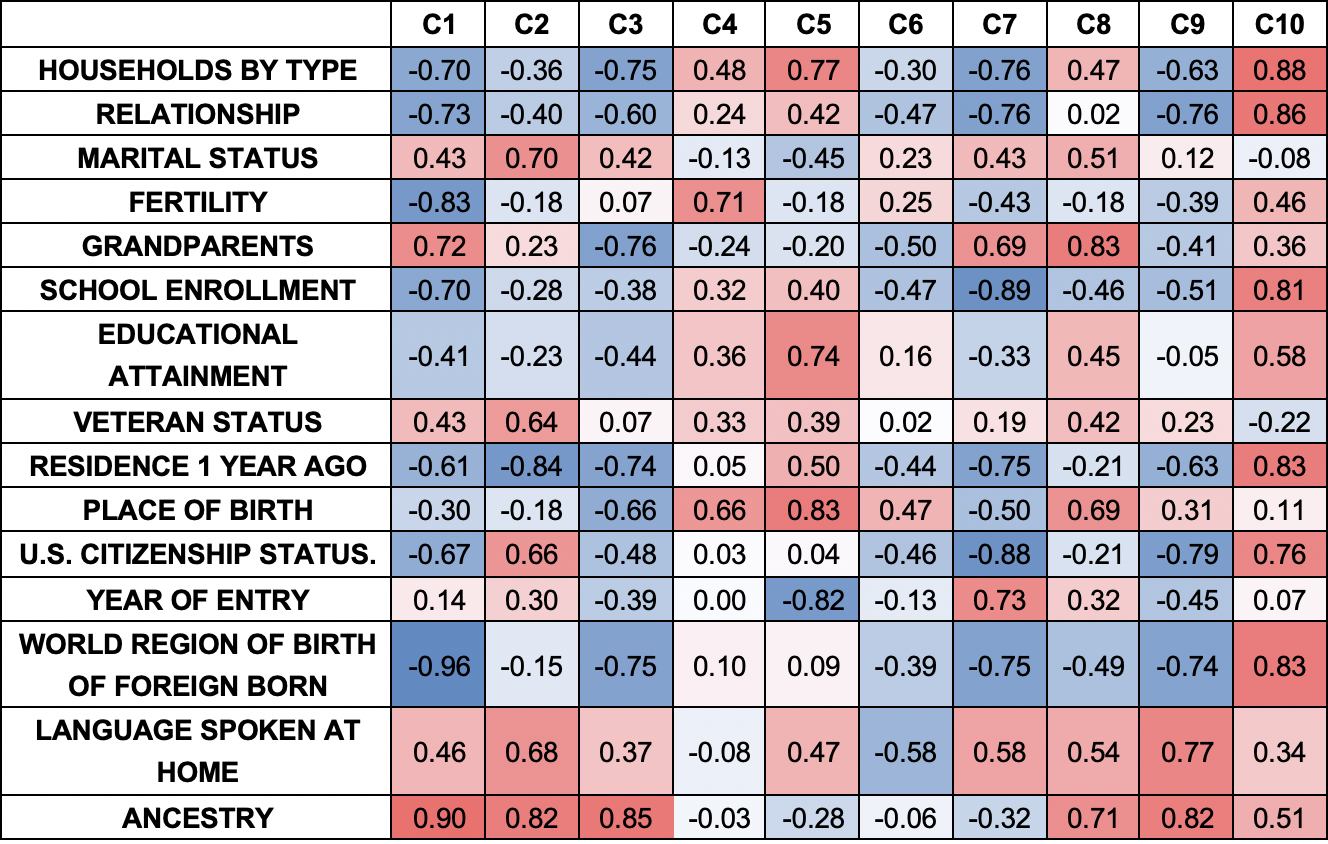 C1 C2 C3 C4 C5 C6 C7 C8 C9 C10
HOUSEHOLDS BY TYPE -0.70 -0.36 -0.75 0.48 0.77 -0.30 -0.76 0.47 -0.63 0.88
RELATIONSHIP -0.73 -0.40 -0.60 0.24 0.42 -0.47 -0.76 0.02 -0.76 0.86
MARITAL STATUS 0.43 0.70 0.42 -0.13 -0.45 0.23 0.43 0.51 0.12 -0.08
FERTILITY -0.83 -0.18 0.07 0.71 -0.18 0.25 -0.43 -0.18 -0.39 0.46
GRANDPARENTS 0.72 0.23 -0.76 -0.24 -0.20 -0.50 0.69 0.83 -0.41 0.36
SCHOOL ENROLLMENT -0.70 -0.28 -0.38 0.32 0.40 -0.47 -0.89 -0.46 -0.51 0.81
EDUCATIONAL
ATTAINMENT -0.41 -0.23 -0.44 0.36 0.74 0.16 -0.33 0.45 -0.05 0.58
VETERAN STATUS 0.43 0.64 0.07 0.33 0.39 0.02 0.19 0.42 0.23 -0.22
RESIDENCE 1 YEAR AGO -0.61 -0.84 -0.74 0.05 0.50 -0.44 -0.75 -0.21 -0.63 0.83
PLACE OF BIRTH -0.30 -0.18 -0.66 0.66 0.83 0.47 -0.50 0.69 0.31 0.11
U.S. CITIZENSHIP STATUS. -0.67 0.66 -0.48 0.03 0.04 -0.46 -0.88 -0.21 -0.79 0.76
YEAR OF ENTRY 0.14 0.30 -0.39 0.00 -0.82 -0.13 0.73 0.32 -0.45 0.07
WORLD REGION OF BIRTH
OF FOREIGN BORN -0.96 -0.15 -0.75 0.10 0.09 -0.39 -0.75 -0.49 -0.74 0.83
LANGUAGE SPOKEN AT
HOME 0.46 0.68 0.37 -0.08 0.47 -0.58 0.58 0.54 0.77 0.34
ANCESTRY 0.90 0.82 0.85 -0.03 -0.28 -0.06 -0.32 0.71 0.82 0.51